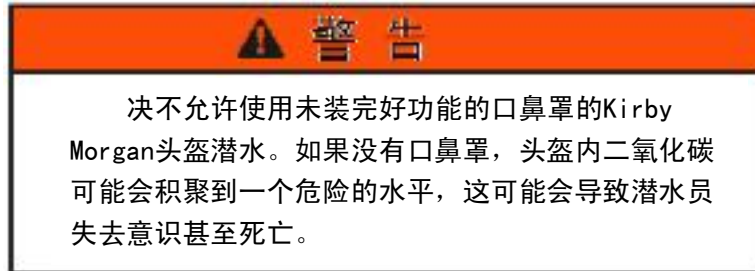 警告
决不允许使用未装完好功能的口鼻罩的Kirby
Morgan头盔潜水。如果没有口鼻罩，头盔内二氧化碳
可能会积聚到一个危险的水平，这可能会导致潜水员
失去意识甚至死亡。